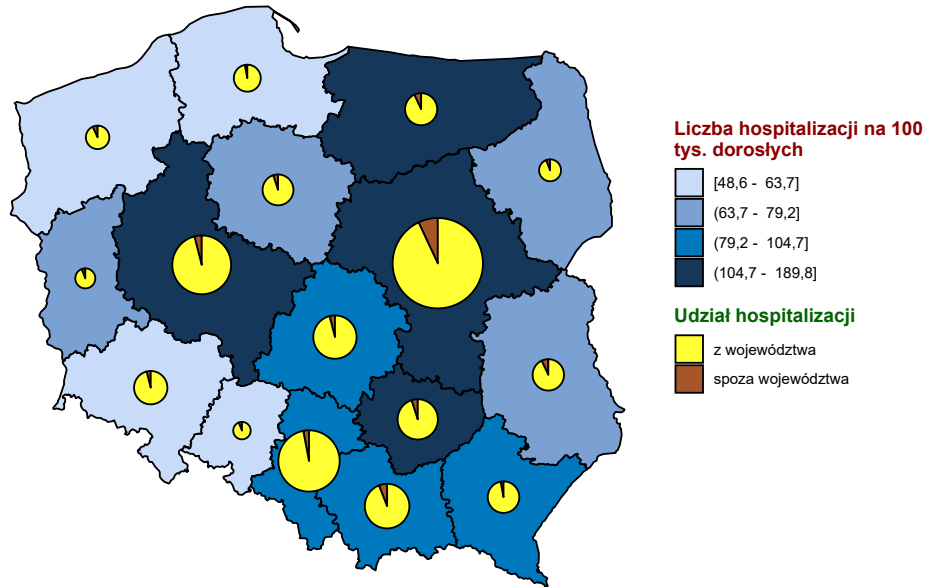 Liczba hospitalizacji na 100
tys. dorosłych
[48,6 - 63,7]
(63,7 - 79,2]
(79,2 - 104,7]
(104,7 - 189,8]
Udział hospitalizacji
z województwa
spoza województwa